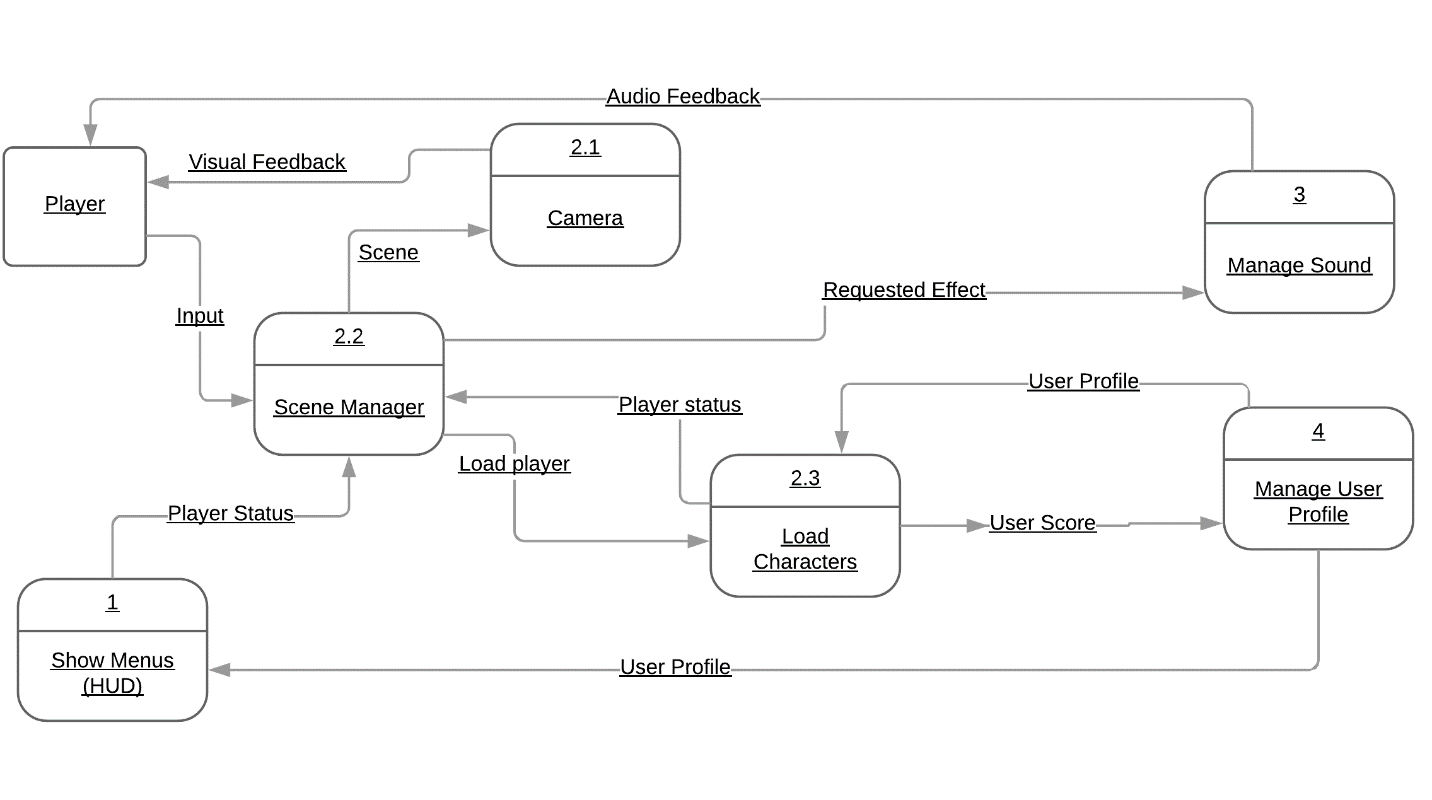 Audio Feedback
2.1
Visual Feedback
Camera
Player
3
Manage Sound
Scene
Requested Effect
Input
2.2
Scene Manager
Player status
User Profile
Load player
4
Manage User
Profile
2.3
Load
Characters
User Score
Player Status
1
Show Menus
(HUD)
User Profile